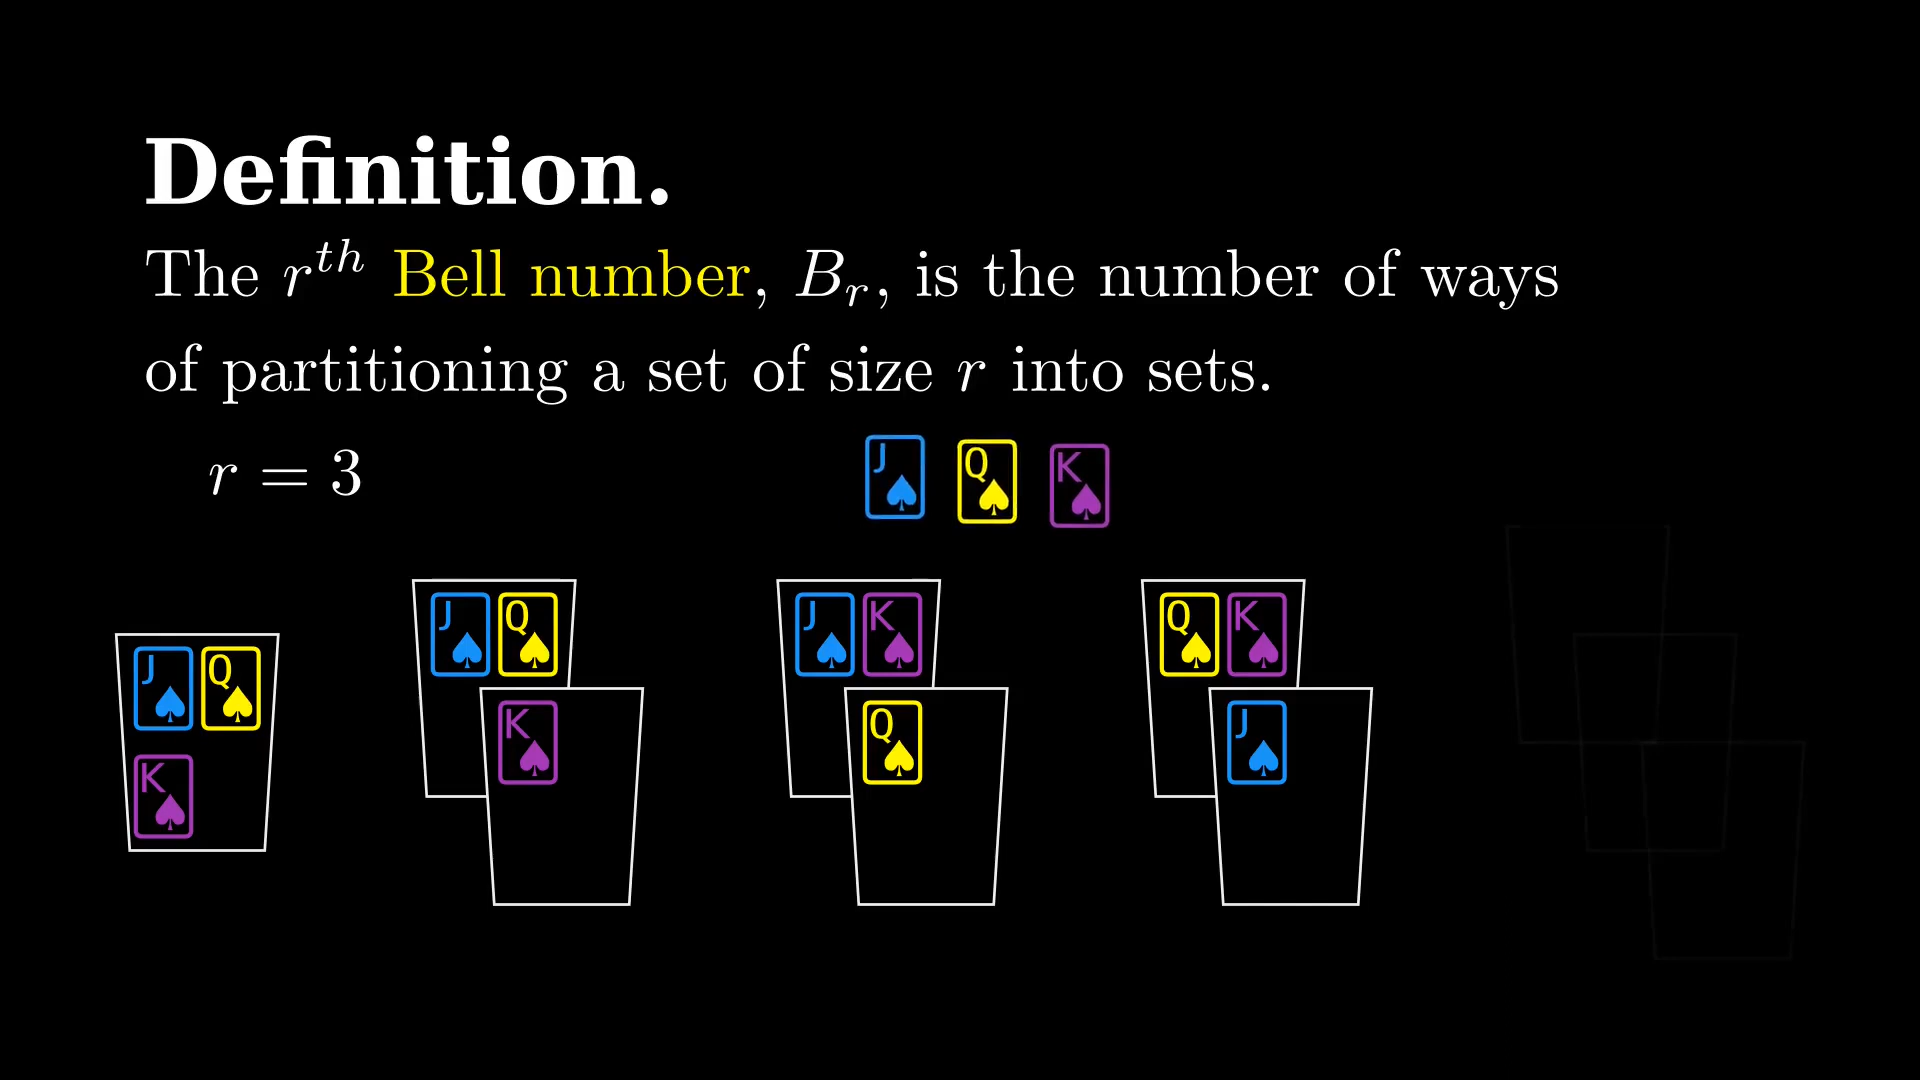 Definition.
The r^{th} Bell number, B_r, is the number of ways
of partitioning a set of size r into sets.
r = 3
J Q K
J Q
K
J Q
K
J K
Q
Q K
J